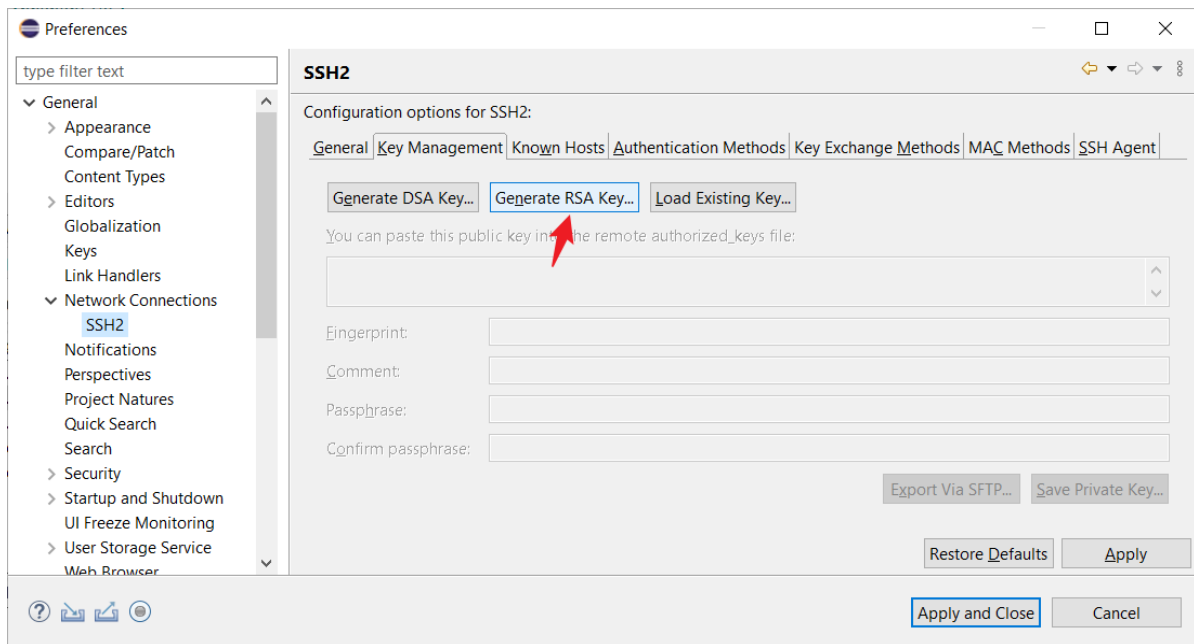 Preferences
type filter text
General
Appearance
Compare/Patch
Content Types
Editors
Globalization
Keys
Link Handlers
Network Connections
SSH2
Notifications
Perspectives
Project Natures
Quick Search
Search
Security
Startup and Shutdown
UI Freeze Monitoring
User Storage Service
Web Browser
SSH2
Configuration options for SSH2:
General Key Management Known Hosts Authentication Methods Key Exchange Methods MAC Methods SSH Agent
Generate DSA Key... Generate RSA Key... Load Existing Key...
You can paste this public key into the remote authorized_keys file:
Fingerprint:
Comment:
Passphrase:
Confirm passphrase:
Export Via SFTP... Save Private Key...
Restore Defaults Apply
Apply and Close Cancel